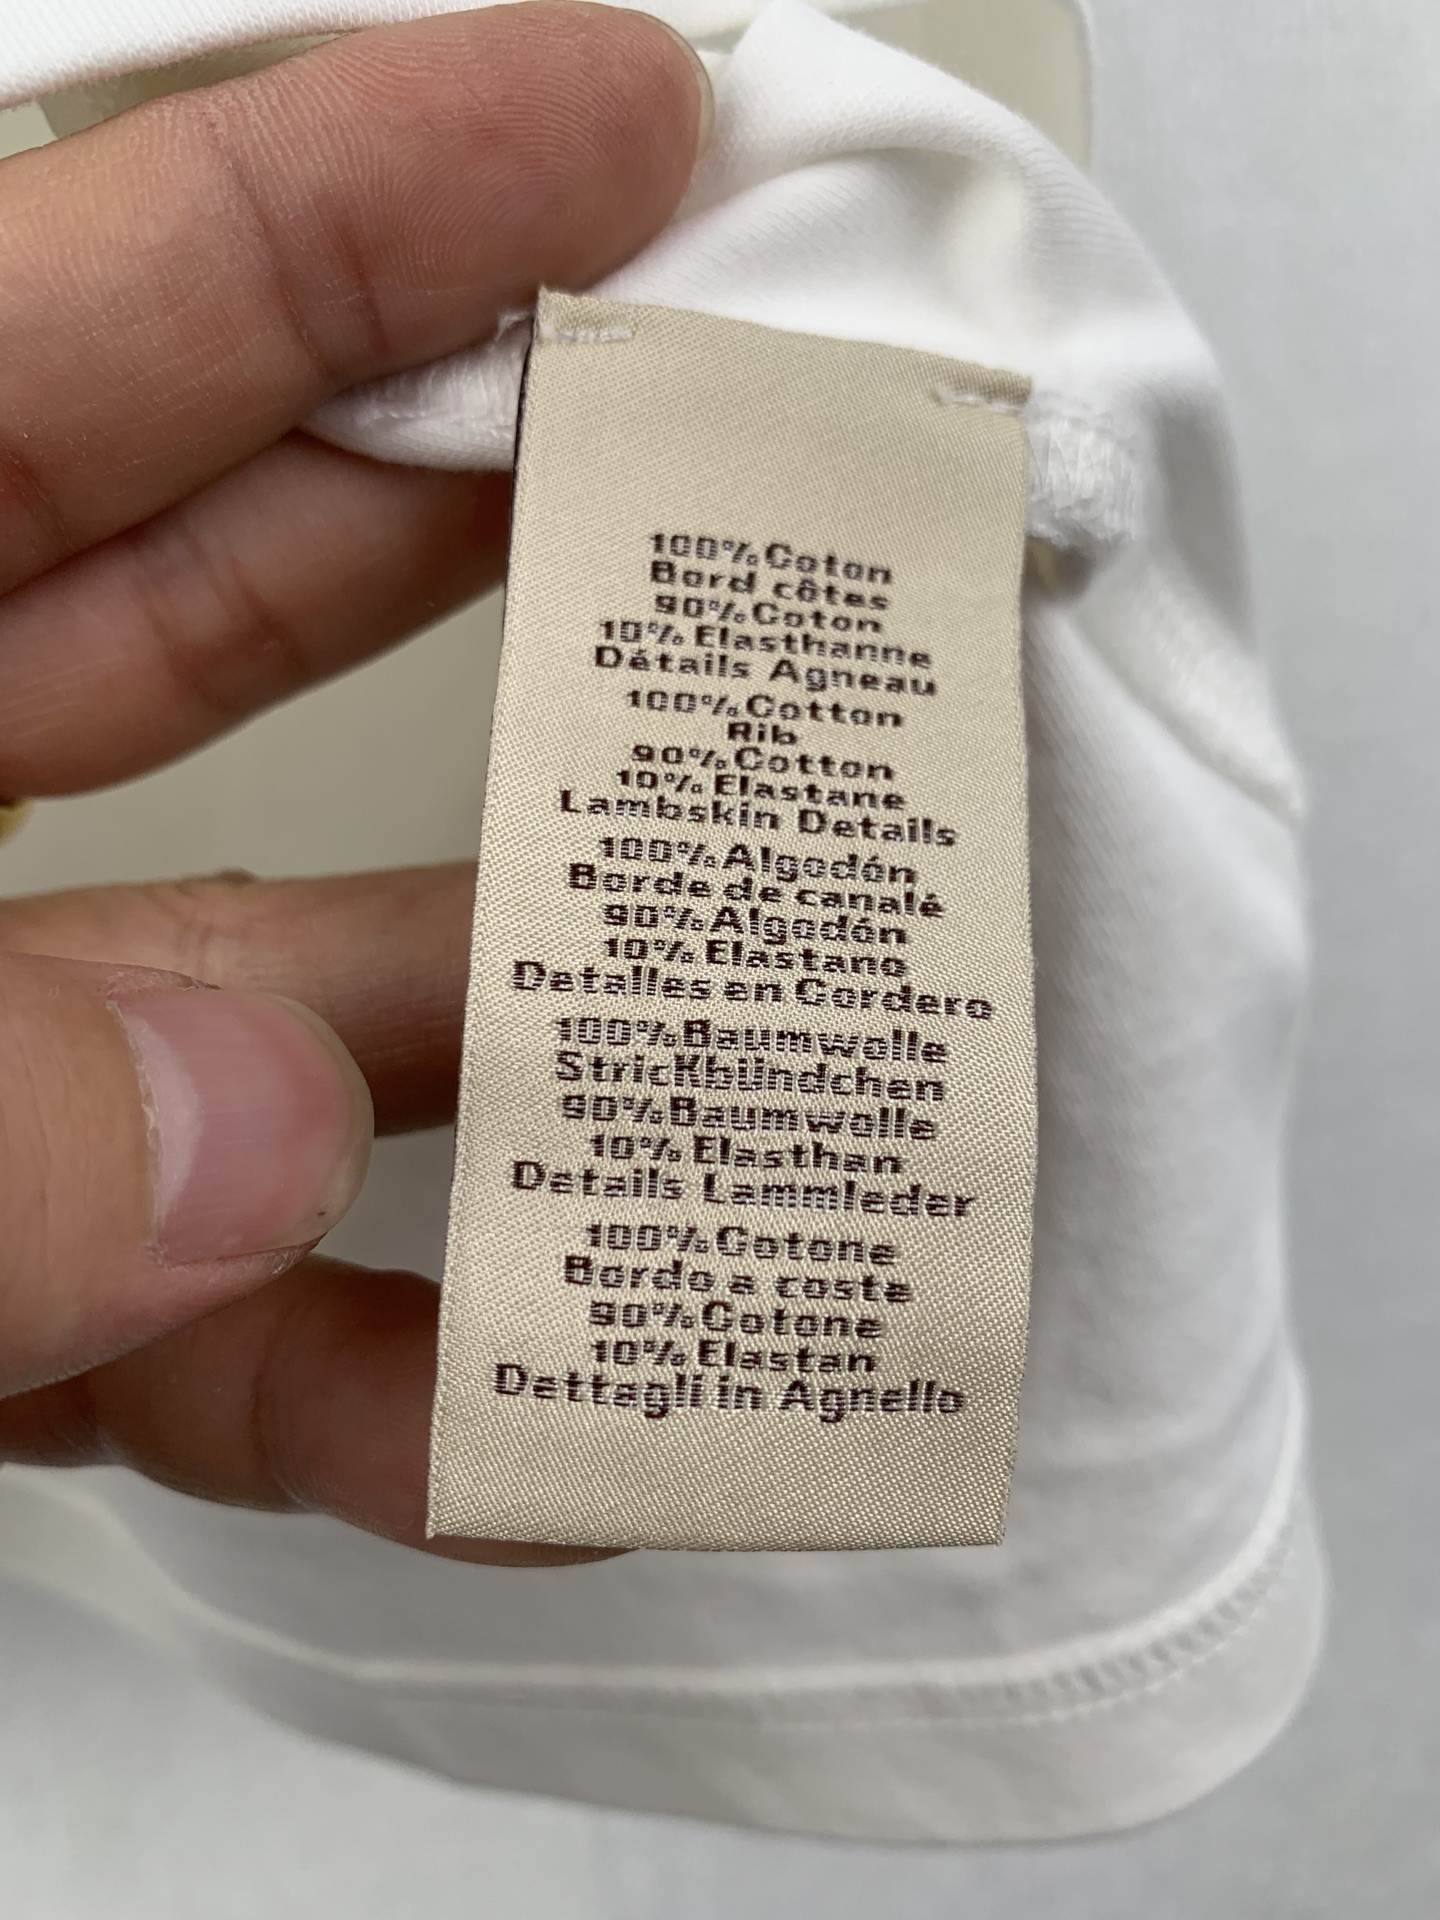 100% Coton
Bord côtes
90% Coton
10% Elasthanne
Détails Agneau
100% Cotton
Rib
90% Cotton
10% Elastane
Lambskin Details
100% Algodón
Borde de canalé
90% Algodón
10% Elastano
Detalles en Cordero
100% Baumwolle
StricKbündchen
90% Baumwolle
10% Elasthan
Details Lammleder
100% Cotone
Bordo a coste
90% Cotone
10% Elastan
Dettagli in Agnello